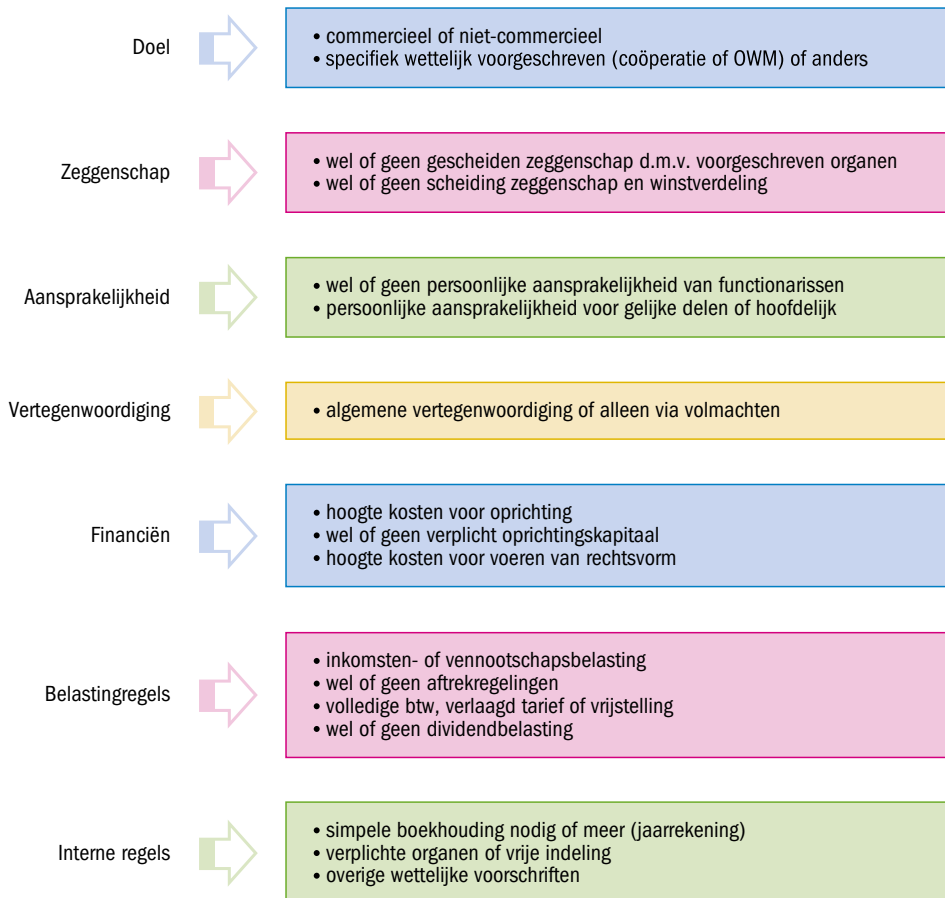 Doel
• commercieel of niet-commercieel
• specifiek wettelijk voorgeschreven (coöperatie of OWM) of anders
Zeggenschap
• wel of geen gescheiden zeggenschap d.m.v. voorgeschreven organen
• wel of geen scheiding zeggenschap en winstverdeling
Aansprakelijkheid
• wel of geen persoonlijke aansprakelijkheid van functionarissen
• persoonlijke aansprakelijkheid voor gelijke delen of hoofdelijk
Vertegenwoordiging
• algemene vertegenwoordiging of alleen via volmachten
Financiën
• hoogte kosten voor oprichting
• wel of geen verplicht oprichtingskapitaal
• hoogte kosten voor voeren van rechtsvorm
Belastingregels
• inkomsten- of vennootschapsbelasting
• wel of geen aftrekregelingen
• volledige btw, verlaagd tarief of vrijstelling
• wel of geen dividendbelasting
Interne regels
• simpele boekhouding nodig of meer (jaarrekening)
• verplichte organen of vrije indeling
• overige wettelijke voorschriften